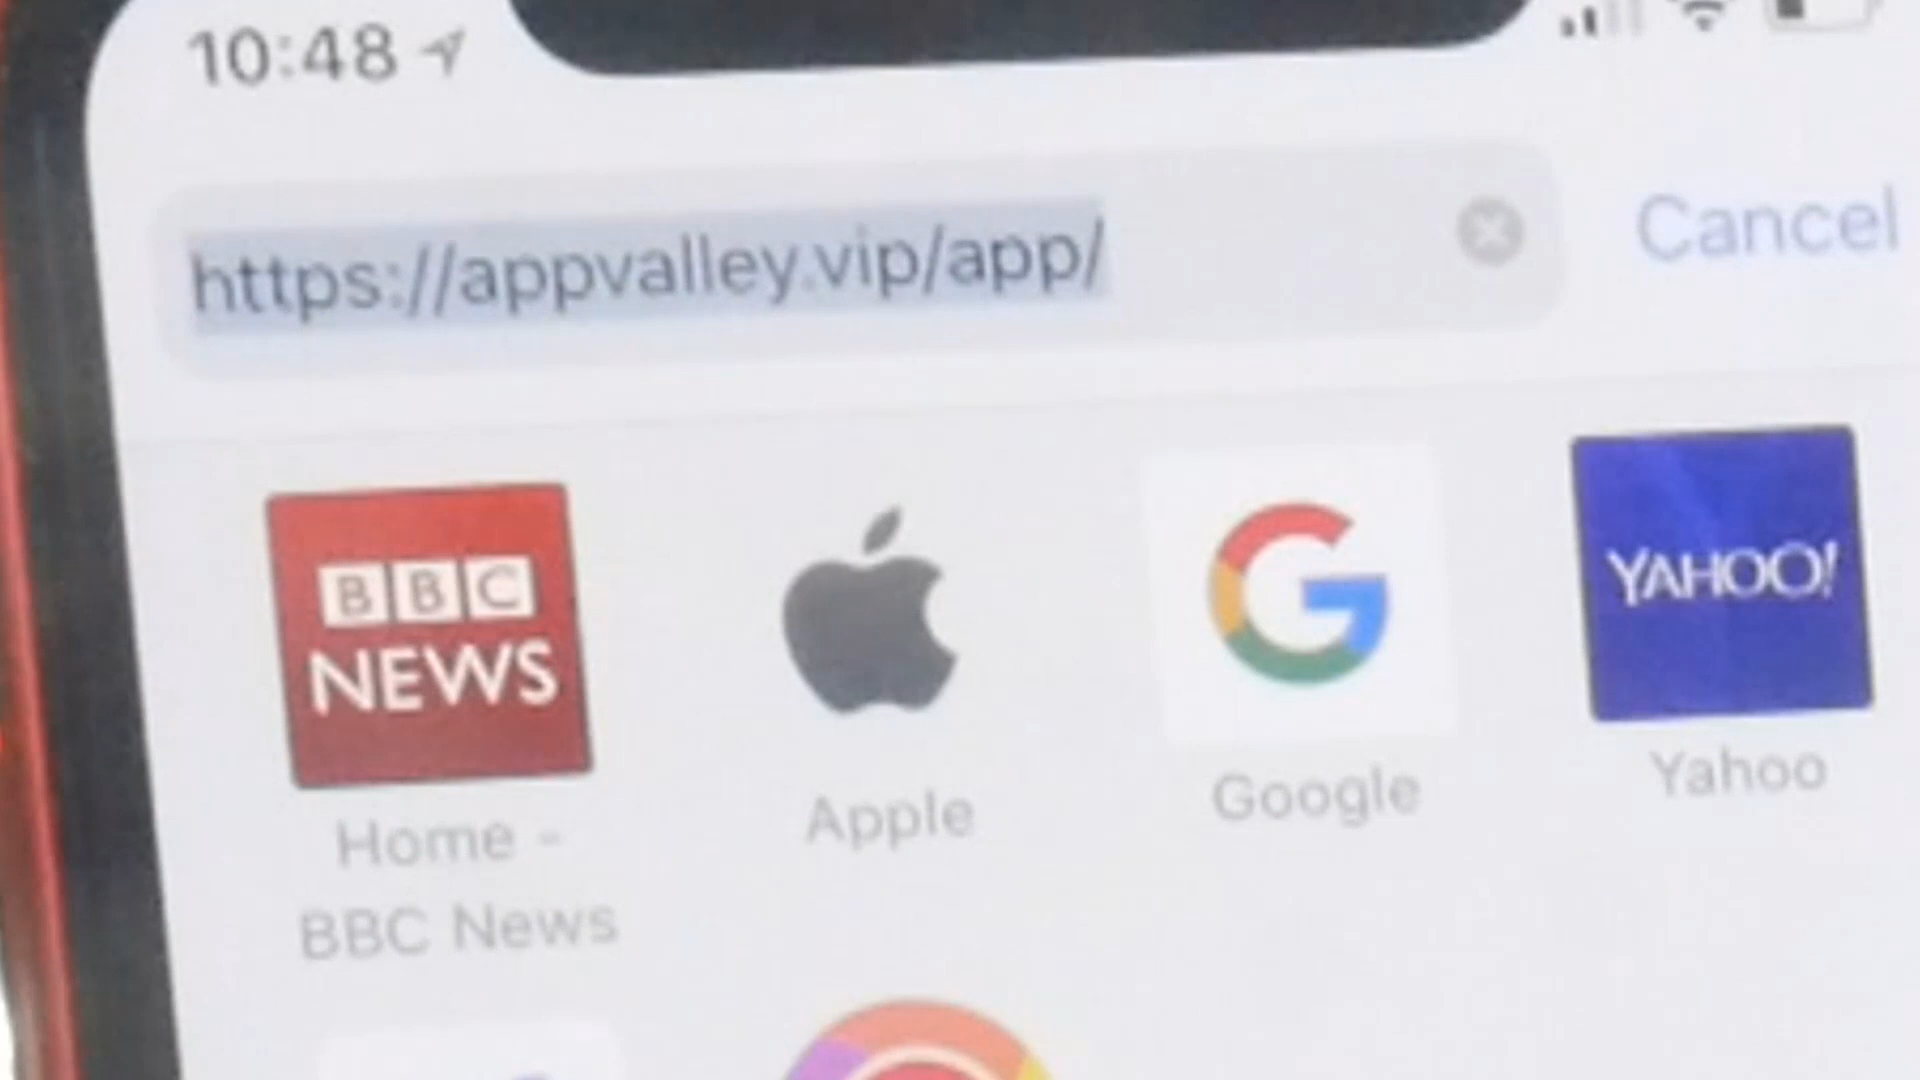 10:48
https://appvalley.vip/app/
Cancel
BBC
NEWS
YAHOO!
Home -
BBC News
Apple
Google
Yahoo